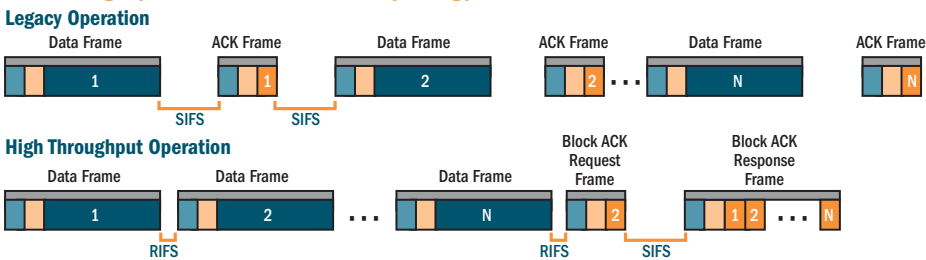 Legacy Operation
Data Frame ACK Frame Data Frame ACK Frame Data Frame ACK Frame
1 1 2 2 ... N N
SIFS SIFS
High Throughput Operation
Block ACK Request Frame
Block ACK Response Frame
Data Frame Data Frame Data Frame
1 2 ... N 2 1 2 ... N
RIFS RIFS SIFS